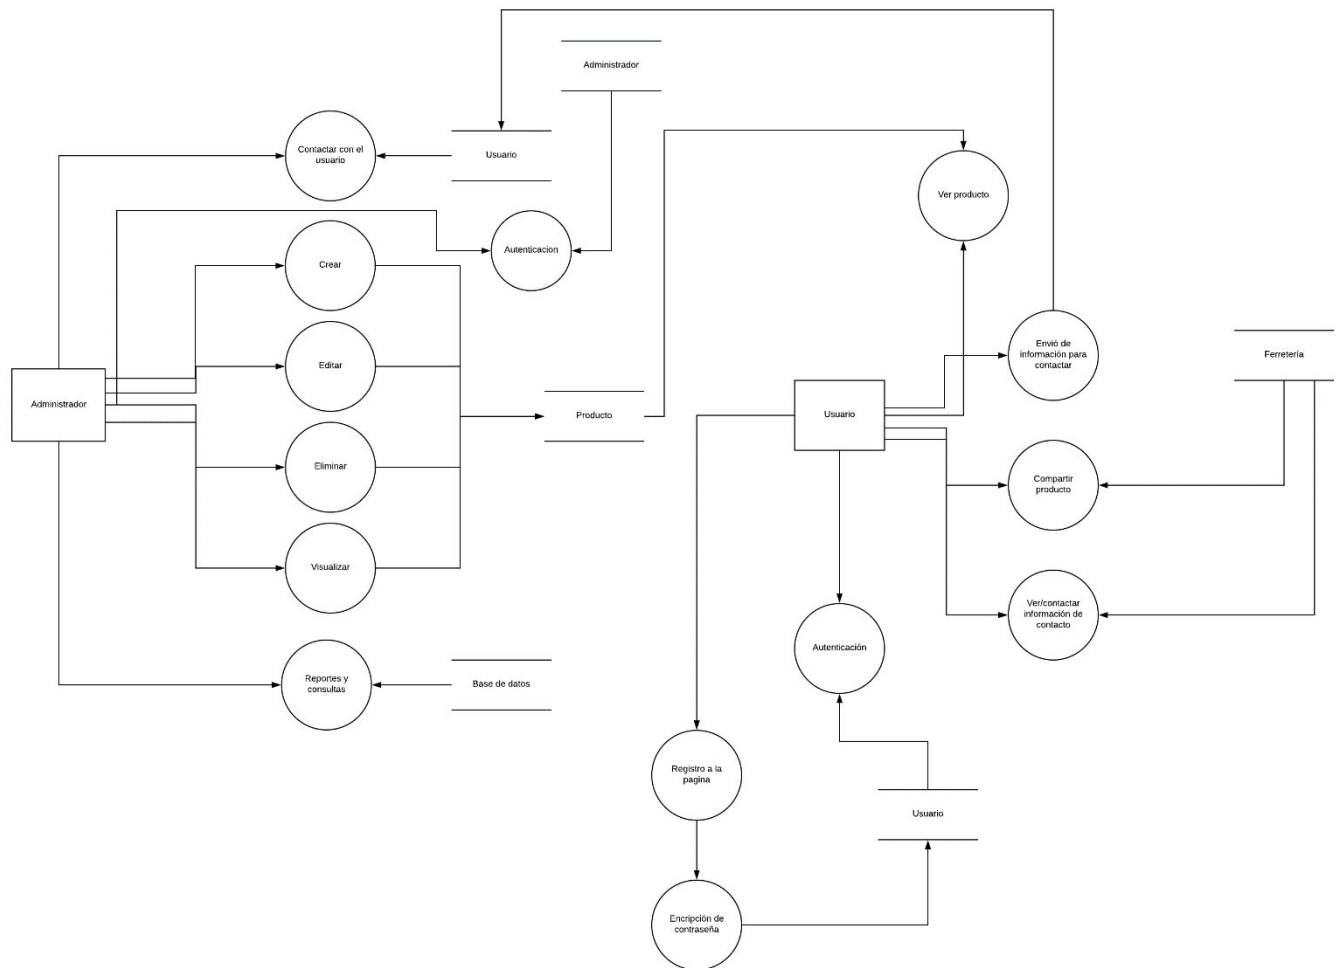 Administrador
Contactar con el
usuario
Usuario
Ver producto
Autenticacion
Crear
Envió de
información para
contactar
Ferretería
Editar
Administrador
Producto
Usuario
Eliminar
Compartir
producto
Visualizar
Ver/contactar
información de
contacto
Autenticación
Reportes y
consultas
Base de datos
Registro a la
pagina
Usuario
Encripción de
contraseña